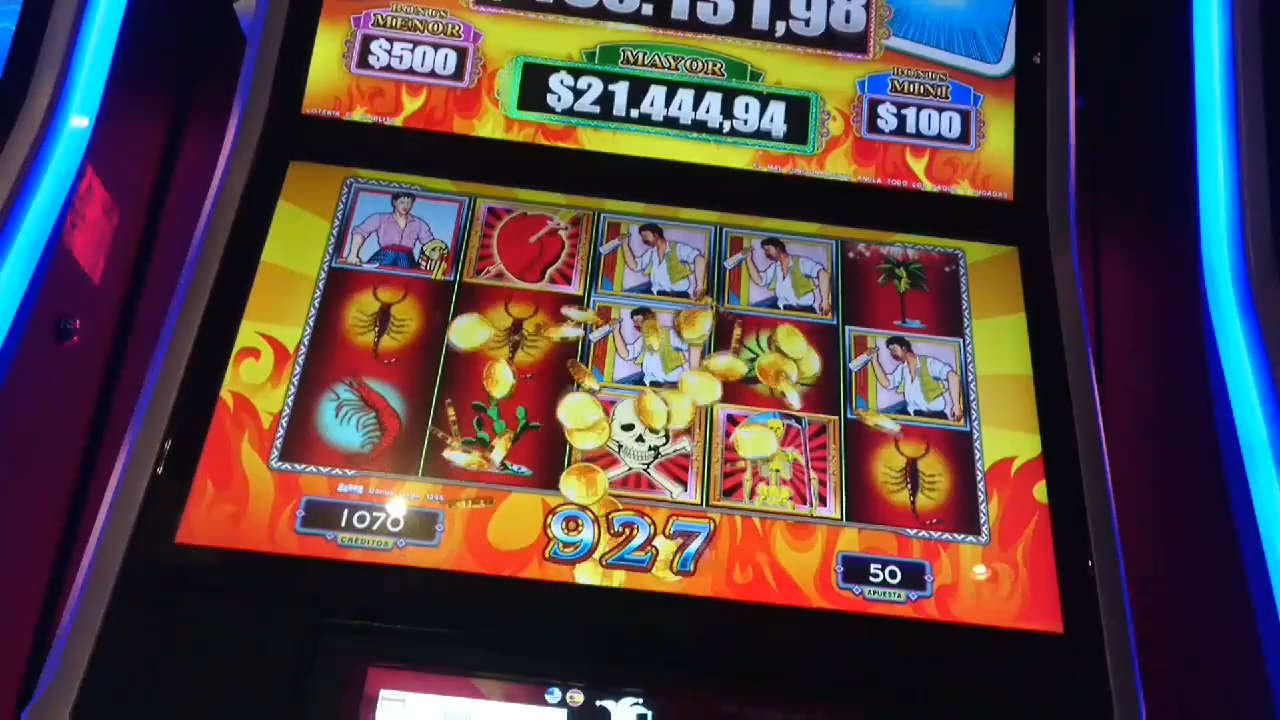 BONUS
MENOR
$500
MAYOR
$21.444,94
BONUS
MINI
$100
1070
CRÉDITOS
927
50
APUESTA